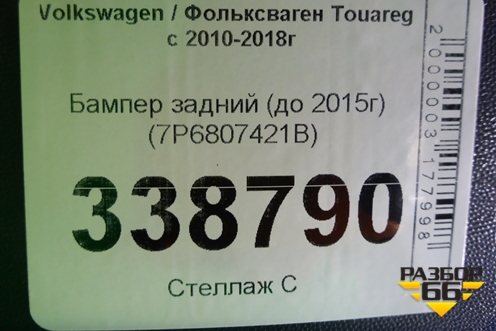 Volkswagen / Фольксваген Touareg
с 2010-2018г
Бампер задний (до 2015г)
(7P6807421B)
338790
Стеллаж С
2000003177998
РАЗБОР
66